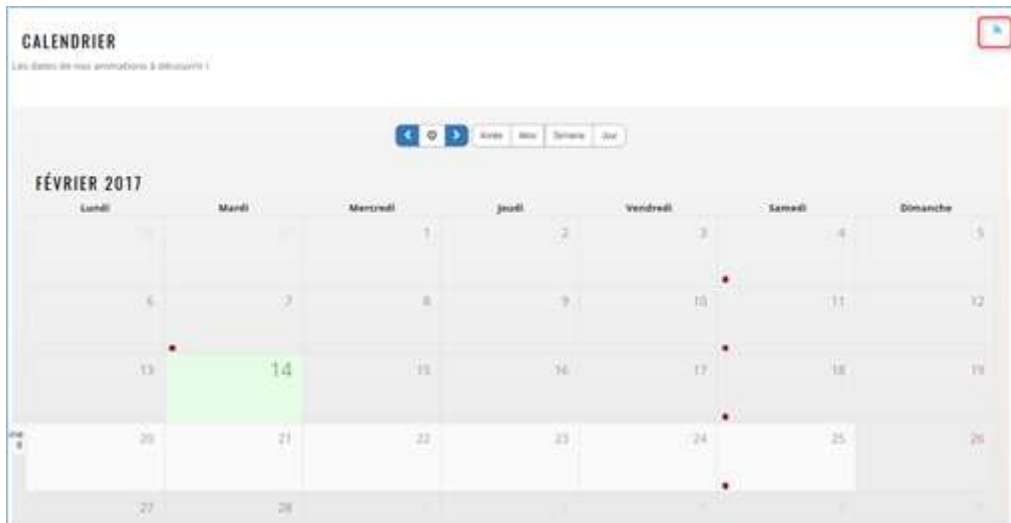 CALENDRIER
Les dates de nos animations à découvrir !
Année Mois Semaine Jour
FÉVRIER 2017
Lundi Mardi Mercredi Jeudi Vendredi Samedi Dimanche
1 2 3 4 5
6 7 8 9 10 11 12
13 14 15 16 17 18 19
20 21 22 23 24 25 26
27 28